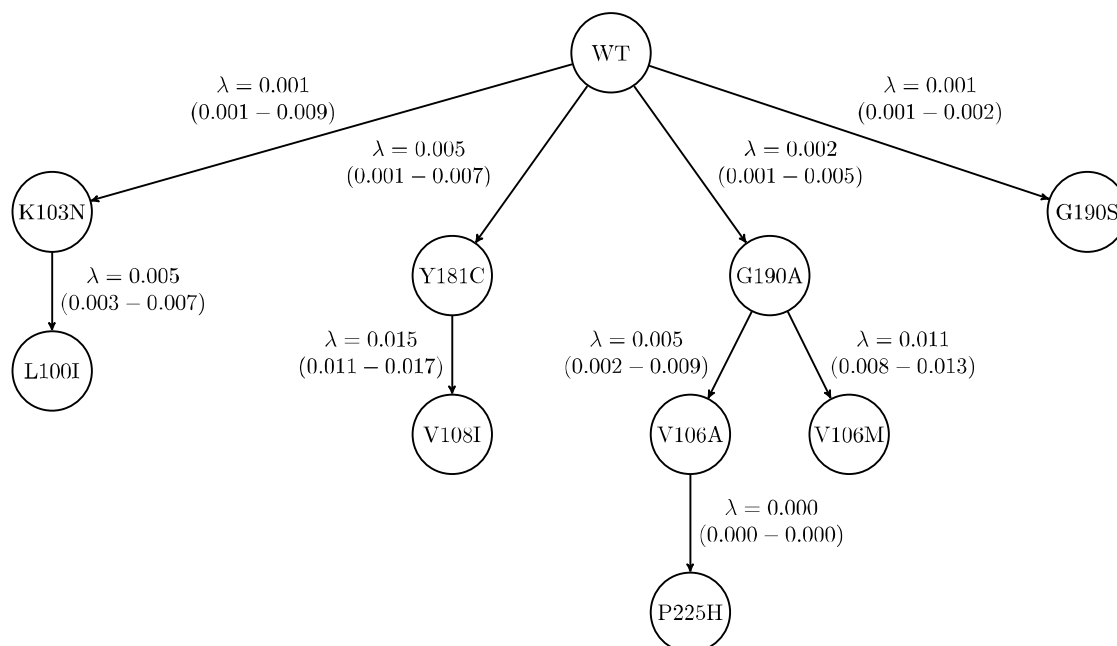 WT
λ = 0.001
(0.001 − 0.009)
λ = 0.001
(0.001 − 0.002)
λ = 0.005
(0.001 − 0.007)
λ = 0.002
(0.001 − 0.005)
K103N
G190S
λ = 0.005
(0.003 − 0.007)
Y181C
G190A
λ = 0.015
(0.011 − 0.017)
λ = 0.005
(0.002 − 0.009)
λ = 0.011
(0.008 − 0.013)
L100I
V108I
V106A
V106M
λ = 0.000
(0.000 − 0.000)
P225H